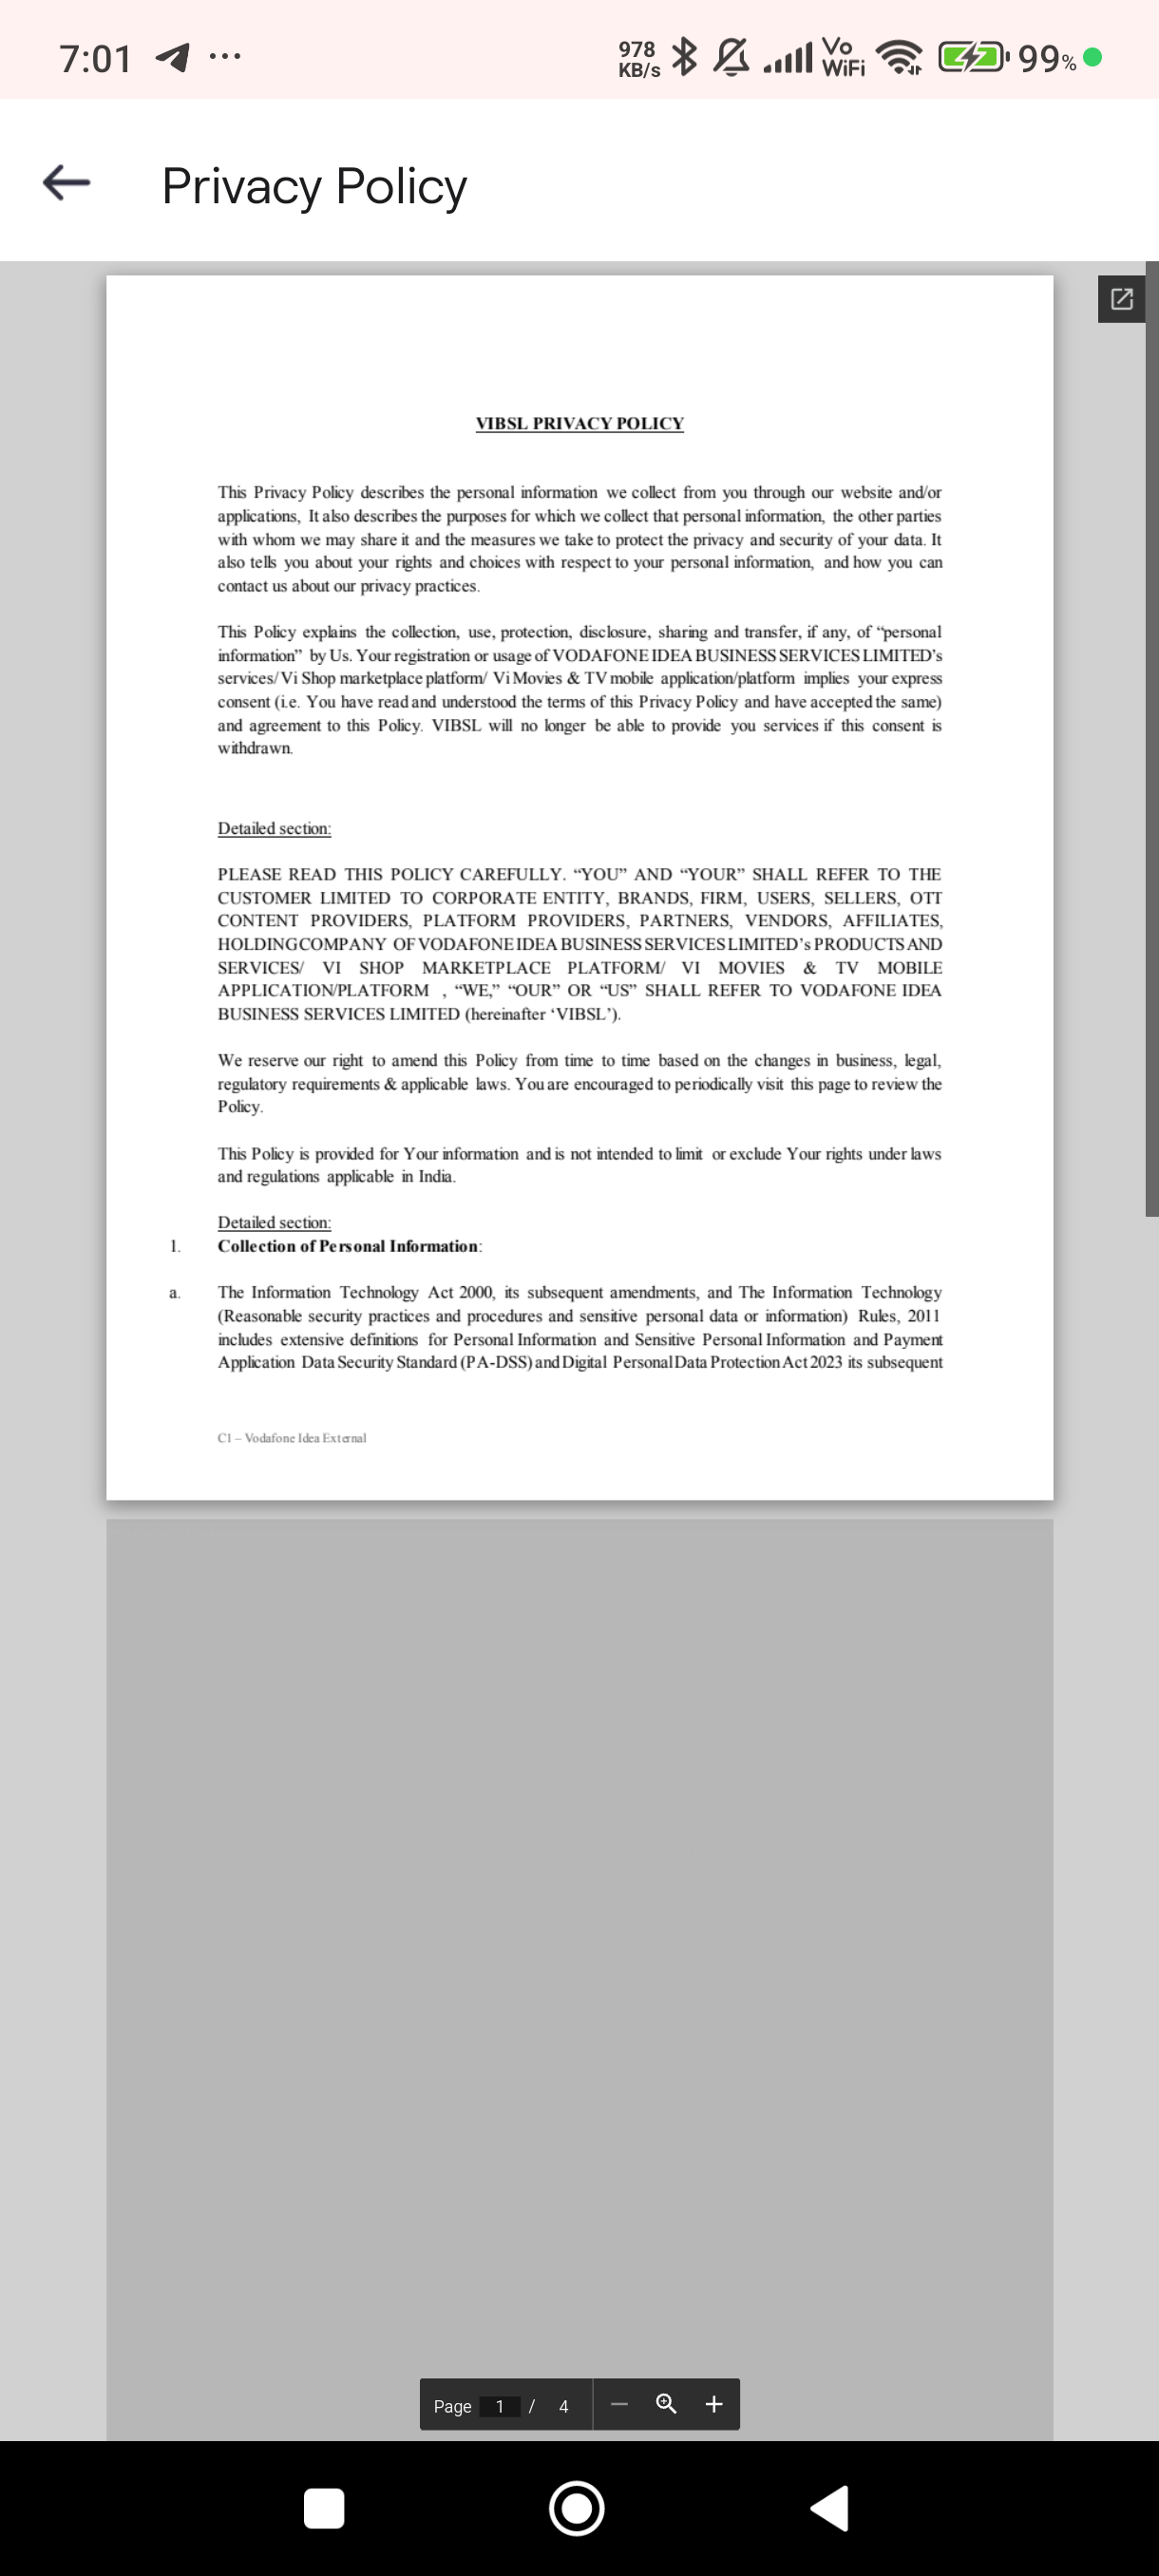 7:01 ... 978 KB/s Vo WiFi 99%
Privacy Policy
VIBSL PRIVACY POLICY
This Privacy Policy describes the personal information we collect from you through our website and/or
applications, It also describes the purposes for which we collect that personal information, the other parties
with whom we may share it and the measures we take to protect the privacy and security of your data. It
also tells you about your rights and choices with respect to your personal information, and how you can
contact us about our privacy practices.
This Policy explains the collection, use, protection, disclosure, sharing and transfer, if any, of “personal
information” by Us. Your registration or usage of VODAFONE IDEA BUSINESS SERVICES LIMITED’s
services/ Vi Shop marketplace platform/ Vi Movies & TV mobile application/platform implies your express
consent (i.e. You have read and understood the terms of this Privacy Policy and have accepted the same)
and agreement to this Policy. VIBSL will no longer be able to provide you services if this consent is
withdrawn.
Detailed section:
PLEASE READ THIS POLICY CAREFULLY. “YOU” AND “YOUR” SHALL REFER TO THE
CUSTOMER LIMITED TO CORPORATE ENTITY, BRANDS, FIRM, USERS, SELLERS, OTT
CONTENT PROVIDERS, PLATFORM PROVIDERS, PARTNERS, VENDORS, AFFILIATES,
HOLDING COMPANY OF VODAFONE IDEA BUSINESS SERVICES LIMITED’s PRODUCTS AND
SERVICES/ VI SHOP MARKETPLACE PLATFORM/ VI MOVIES & TV MOBILE
APPLICATION/PLATFORM , “WE,” “OUR” OR “US” SHALL REFER TO VODAFONE IDEA
BUSINESS SERVICES LIMITED (hereinafter ‘VIBSL’).
We reserve our right to amend this Policy from time to time based on the changes in business, legal,
regulatory requirements & applicable laws. You are encouraged to periodically visit this page to review the
Policy.
This Policy is provided for Your information and is not intended to limit or exclude Your rights under laws
and regulations applicable in India.
Detailed section:
1. Collection of Personal Information:
a. The Information Technology Act 2000, its subsequent amendments, and The Information Technology
(Reasonable security practices and procedures and sensitive personal data or information) Rules, 2011
includes extensive definitions for Personal Information and Sensitive Personal Information and Payment
Application Data Security Standard (PA-DSS) and Digital Personal Data Protection Act 2023 its subsequent
C1 – Vodafone Idea External
Page 1 / 4